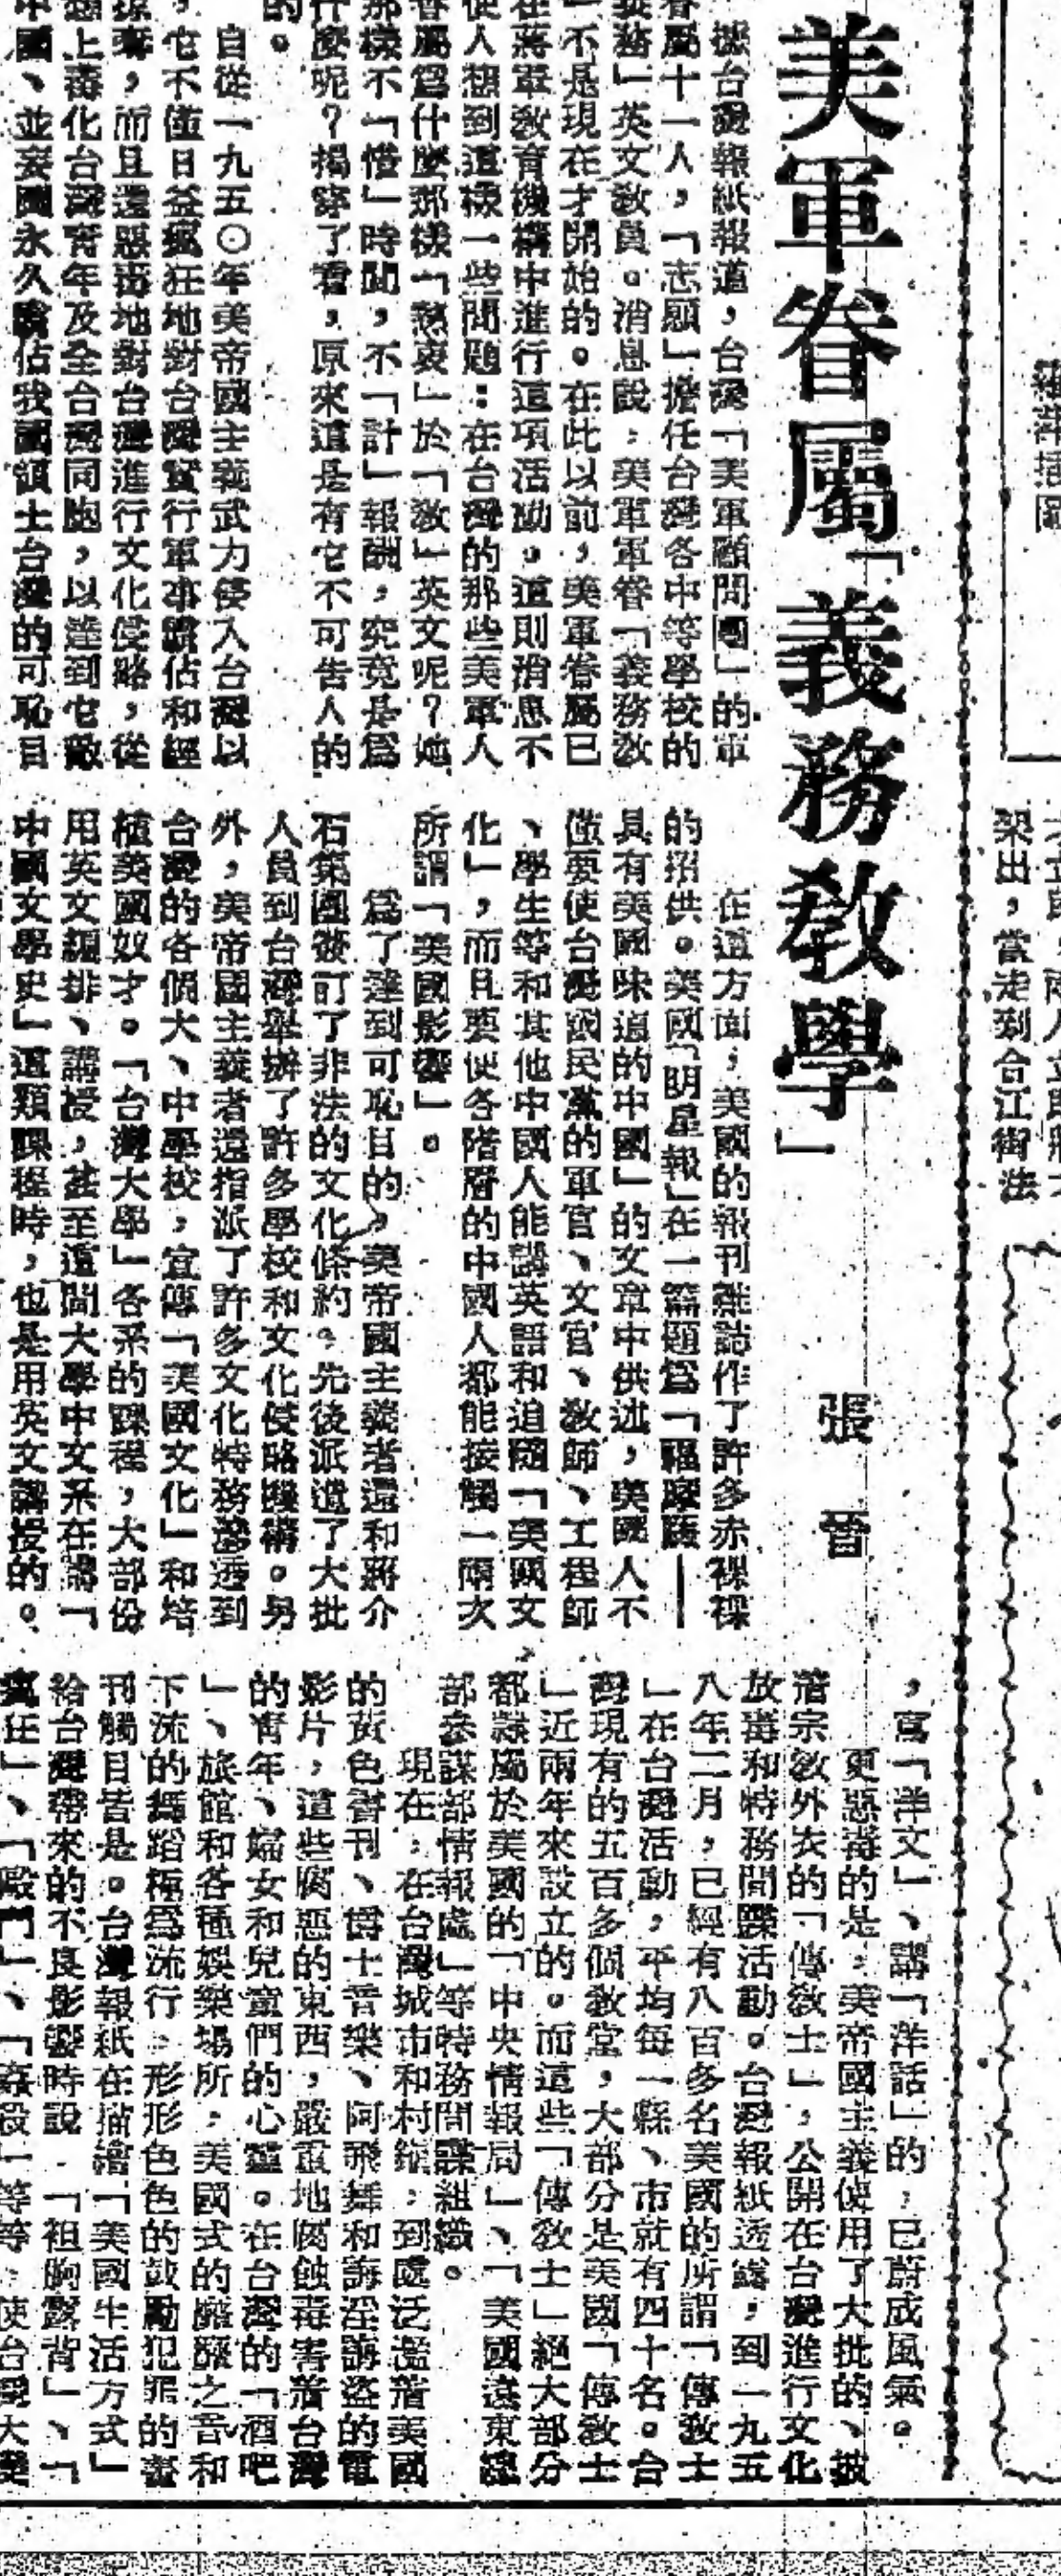 美軍眷屬「義務教學」
張 晉
據台灣報紙報道,台灣「美軍顧問團」的軍
眷屬十一人,「志願」擔任台灣各中等學校的
義務」英文教員。消息說,美軍軍眷「義務教
」不是現在才開始的。在此以前,美軍眷屬已
在蔣軍教育機構中進行這項活動。這則消息不
使人想到這樣一些問題:在台灣的那些美軍人
眷屬爲什麼那樣「熱衷」於「教」英文呢?她
那樣不「惜」時間,不「計」報酬,究竟是爲
什麼呢?揭穿了看,原來這是有它不可告人的
的。
自從一九五〇年美帝國主義武力侵入台灣以
,它不僅日益瘋狂地對台灣實行軍事霸佔和經
掠奪,而且還惡毒地對台灣進行文化侵略,從
想上毒化台灣青年及全台灣同胞,以達到它敵
中國、並妄圖永久霸佔我國領土台灣的可恥目
在這方面,美國的報刊雜誌作了許多赤裸裸
的招供。美國「明星報」在一篇題爲「福摩薩——
具有美國味道的中國」的文章中供述,美國人不
僅要使台灣國民黨的軍官、文官、教師、工程師
、學生等和其他中國人能講英語和追隨「美國文
化」,而且要使各階層的中國人都能接觸一兩次
所謂「美國影響」。
爲了達到可恥目的,美帝國主義者還和蔣介
石集團簽訂了非法的文化條約。先後派遣了大批
人員到台灣舉辦了許多學校和文化侵略機構。另
外,美帝國主義者還指派了許多文化特務滲透到
台灣的各個大、中學校,宣傳「美國文化」和培
植美國奴才。「台灣大學」各系的課程,大部份
用英文編排、講授,甚至這間大學中文系在講「
中國文學史」這類課程時,也是用英文講授的。
,寫「洋文」、講「洋話」的,已蔚成風氣。
更惡毒的是,美帝國主義使用了大批的、披
著宗教外衣的「傳教士」,公開在台灣進行文化
放毒和特務間諜活動。台灣報紙透露,到一九五
八年二月,已經有八百多名美國的所謂「傳教士
」在台灣活動,平均每一縣、市就有四十名。台
灣現有的五百多個教堂,大部分是美國「傳教士
」近兩年來設立的。而這些「傳教士」絕大部分
都隸屬於美國的「中央情報局」、「美國遠東總
部參謀部情報處」等特務間諜組織。
現在,在台灣城市和村鎮,到處泛濫着美國
的黃色書刊、爵士音樂、阿飛舞和誨淫誨盜的電
影片,這些腐惡的東西,嚴重地腐蝕毒害着台灣
的青年、婦女和兒童們的心靈。在台灣的「酒吧
」、旅館和各種娛樂場所,美國式的靡靡之音和
下流的舞蹈極爲流行;形形色色的鼓勵犯罪的書
刊觸目皆是。台灣報紙在描繪「美國生活方式」
給台灣帶來的不良影響時說,「袒胸露背」、「
瘋狂」、「毆鬥」、「姦殺」等等,使台灣大變
架出,當走到合江街法